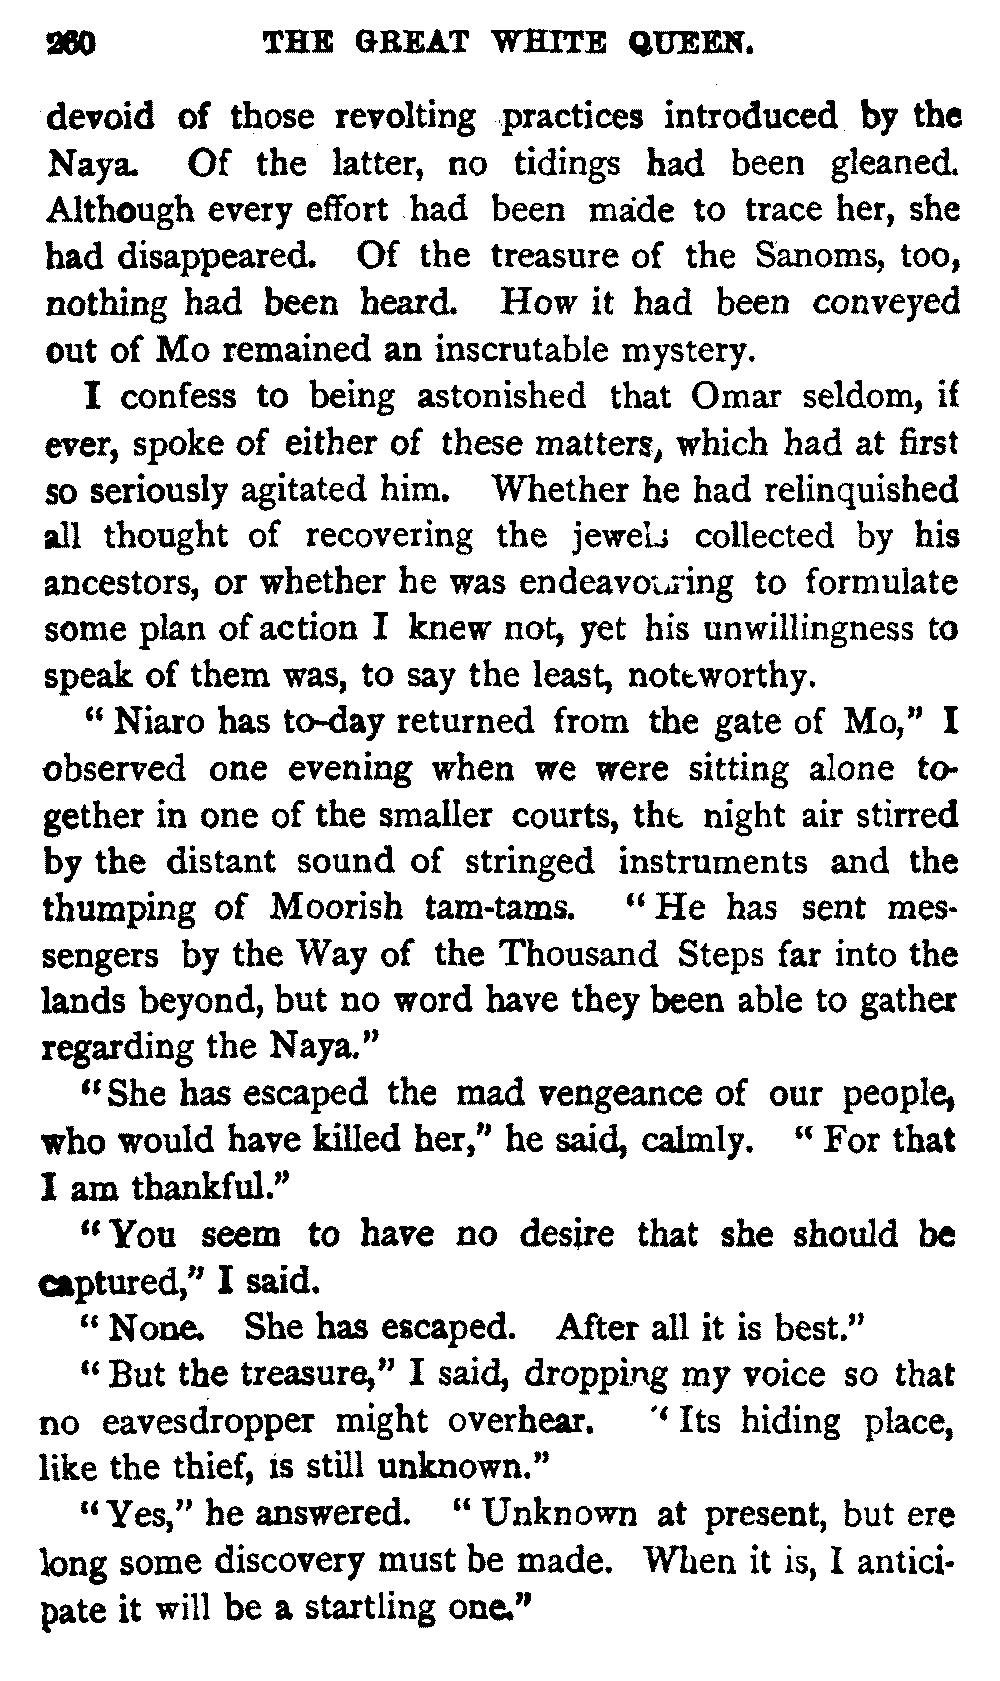 260 THE GREAT WHITE QUEEN.
devoid of those revolting practices introduced by the
Naya. Of the latter, no tidings had been gleaned.
Although every effort had been made to trace her, she
had disappeared. Of the treasure of the Sanoms, too,
nothing had been heard. How it had been conveyed
out of Mo remained an inscrutable mystery.
I confess to being astonished that Omar seldom, if
ever, spoke of either of these matters, which had at first
so seriously agitated him. Whether he had relinquished
all thought of recovering the jewels collected by his
ancestors, or whether he was endeavouring to formulate
some plan of action I knew not, yet his unwillingness to
speak of them was, to say the least, noteworthy.
“Niaro has to-day returned from the gate of Mo,” I
observed one evening when we were sitting alone to-
gether in one of the smaller courts, the night air stirred
by the distant sound of stringed instruments and the
thumping of Moorish tam-tams. “He has sent mes-
sengers by the Way of the Thousand Steps far into the
lands beyond, but no word have they been able to gather
regarding the Naya.”
“She has escaped the mad vengeance of our people,
who would have killed her,” he said, calmly. “For that
I am thankful.”
“You seem to have no desire that she should be
captured,” I said.
“None. She has escaped. After all it is best.”
“But the treasure,” I said, dropping my voice so that
no eavesdropper might overhear. “Its hiding place,
like the thief, is still unknown.”
“Yes,” he answered. “Unknown at present, but ere
long some discovery must be made. When it is, I antici-
pate it will be a startling one.”